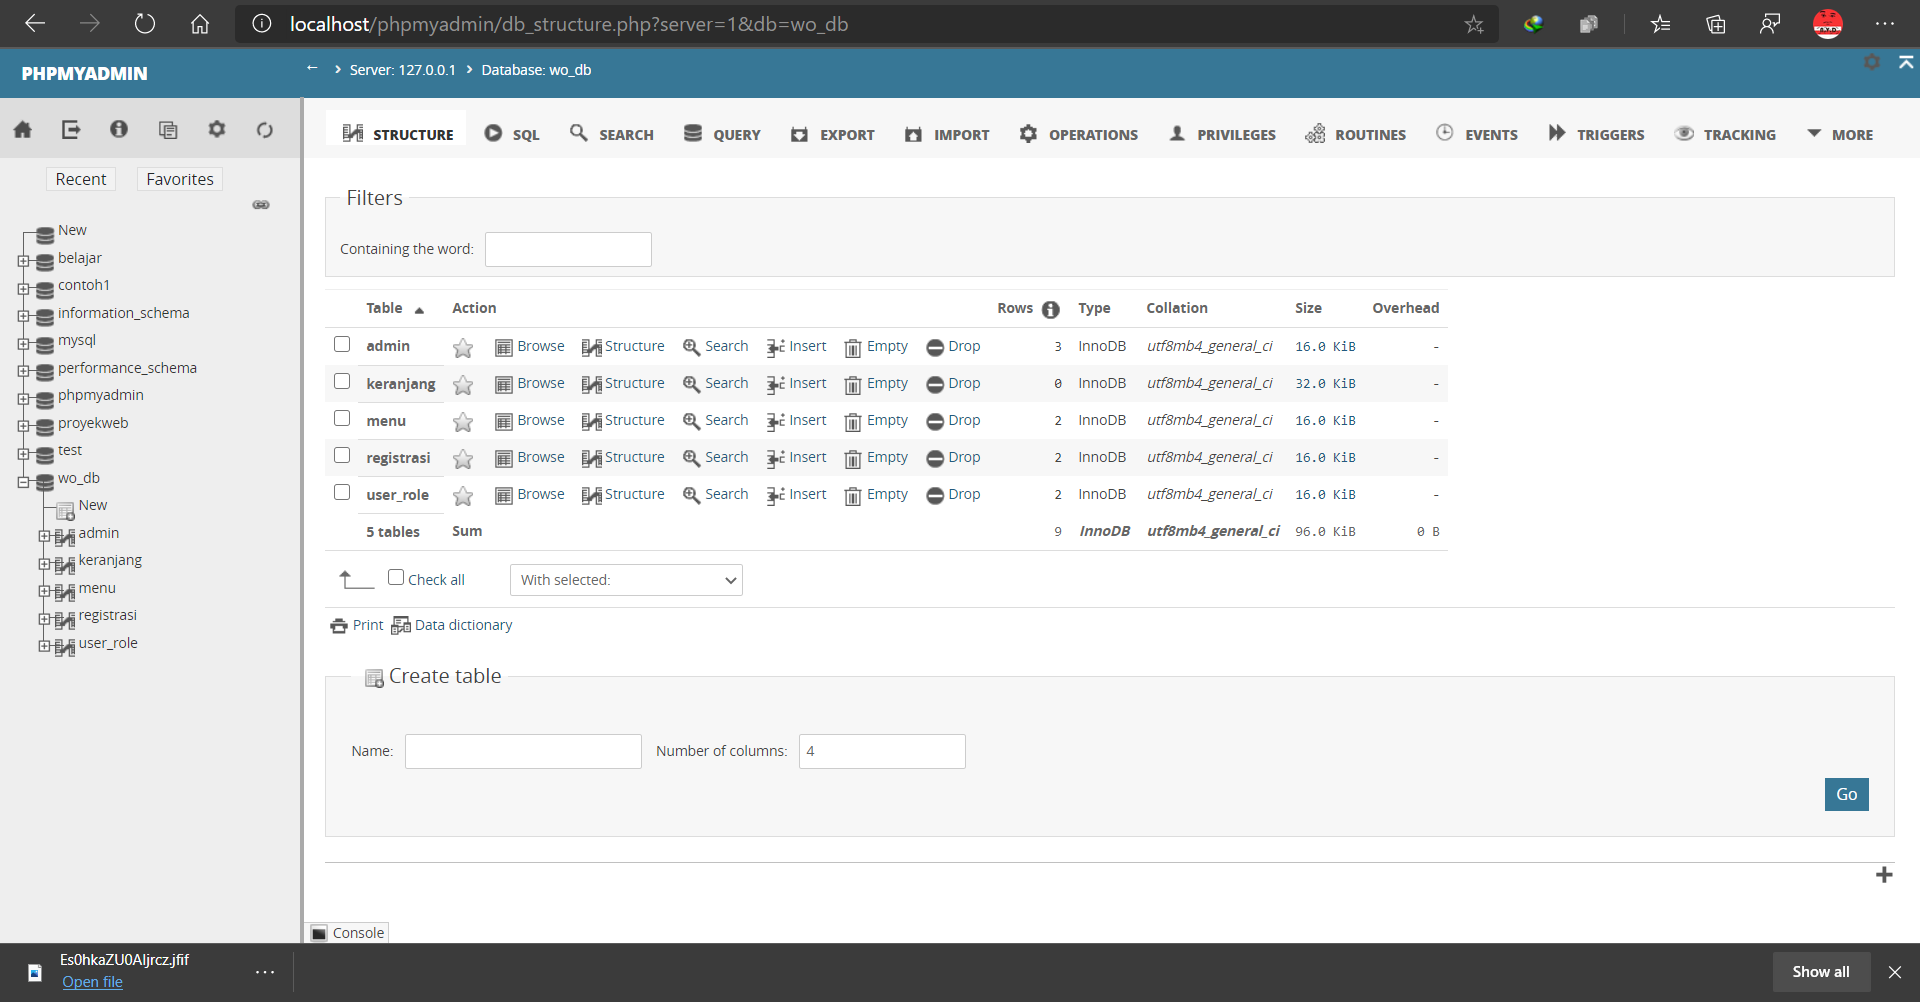 localhost/phpmyadmin/db_structure.php?server=1&db=wo_db
PHPMYADMIN
← › Server: 127.0.0.1 › Database: wo_db
STRUCTURE SQL SEARCH QUERY EXPORT IMPORT OPERATIONS PRIVILEGES ROUTINES EVENTS TRIGGERS TRACKING MORE
Recent Favorites
New
belajar
contoh1
information_schema
mysql
performance_schema
phpmyadmin
proyekweb
test
wo_db
New
admin
keranjang
menu
registrasi
user_role
Filters
Containing the word:
Table Action Rows Type Collation Size Overhead
admin Browse Structure Search Insert Empty Drop 3 InnoDB utf8mb4_general_ci 16.0 KiB -
keranjang Browse Structure Search Insert Empty Drop 0 InnoDB utf8mb4_general_ci 32.0 KiB -
menu Browse Structure Search Insert Empty Drop 2 InnoDB utf8mb4_general_ci 16.0 KiB -
registrasi Browse Structure Search Insert Empty Drop 2 InnoDB utf8mb4_general_ci 16.0 KiB -
user_role Browse Structure Search Insert Empty Drop 2 InnoDB utf8mb4_general_ci 16.0 KiB -
5 tables Sum 9 InnoDB utf8mb4_general_ci 96.0 KiB 0 B
Check all With selected:
Print Data dictionary
Create table
Name: Number of columns: 4
Go
Console
Es0hkaZU0AIjrcz.jfif
Open file
Show all